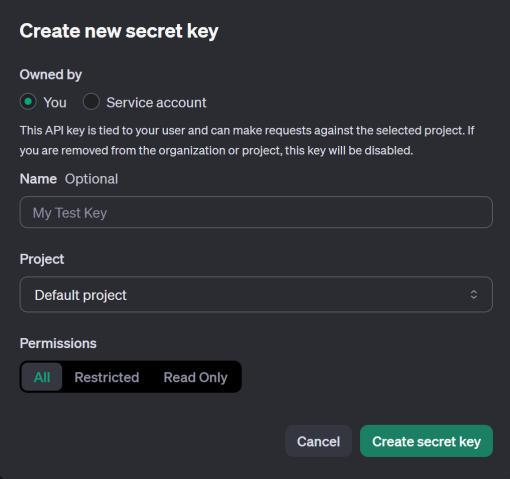 Create new secret key
Owned by
You Service account
This API key is tied to your user and can make requests against the selected project. If
you are removed from the organization or project, this key will be disabled.
Name Optional
My Test Key
Project
Default project
Permissions
All Restricted Read Only
Cancel Create secret key